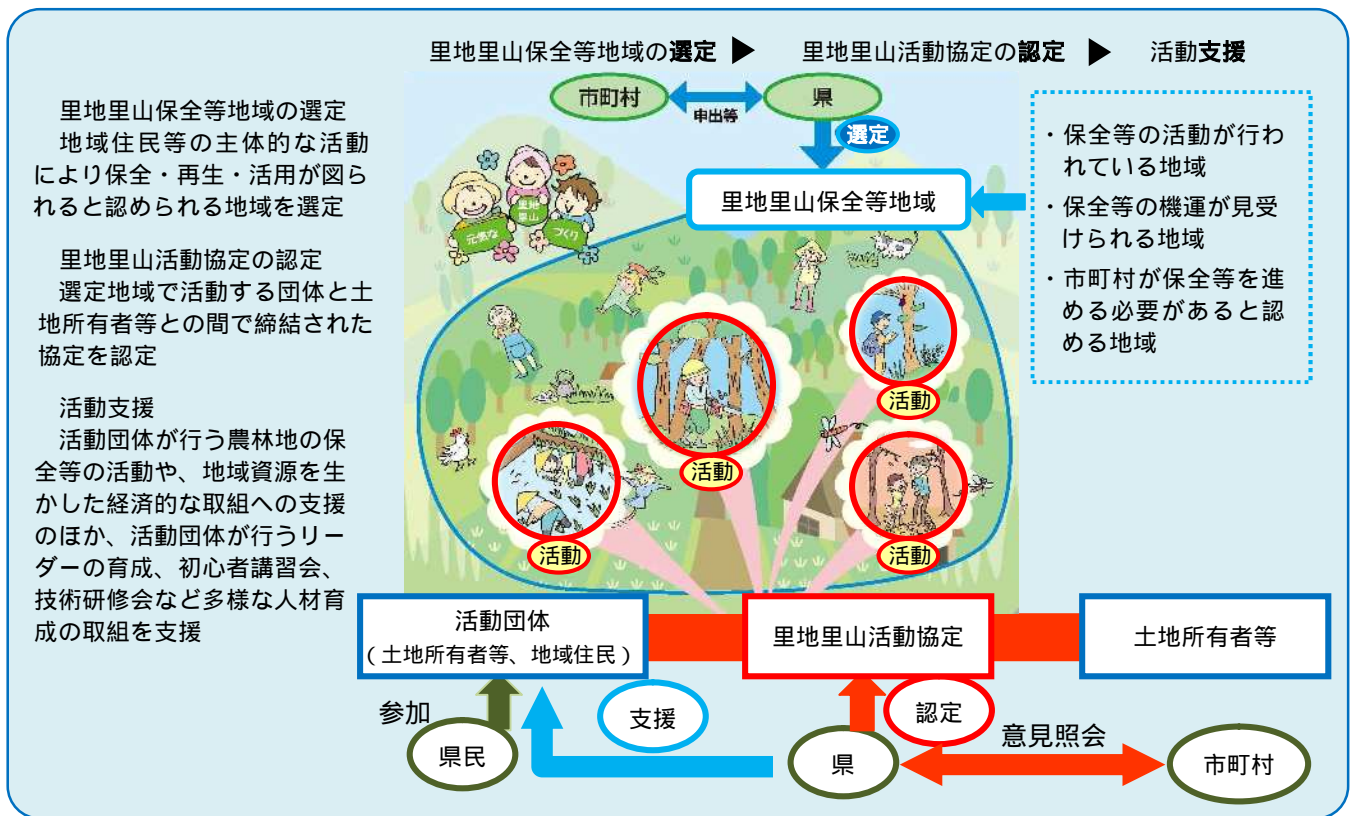 里地里山保全等地域の選定 ▶ 里地里山活動協定の認定 ▶ 活動支援
里地里山保全等地域の選定
地域住民等の主体的な活動
により保全・再生・活用が図ら
れると認められる地域を選定
里地里山活動協定の認定
選定地域で活動する団体と土
地所有者等との間で締結された
協定を認定
活動支援
活動団体が行う農林地の保
全等の活動や、地域資源を生
かした経済的な取組への支援
のほか、活動団体が行うリー
ダーの育成、初心者講習会、
技術研修会など多様な人材育
成の取組を支援
市町村
申出等
県
選定
里地里山保全等地域
・保全等の活動が行わ
れている地域
・保全等の機運が見受
けられる地域
・市町村が保全等を進
める必要があると認
める地域
元気な
里地
里山
づくり
活動
活動
活動
活動
活動団体
(土地所有者等、地域住民)
里地里山活動協定
土地所有者等
参加
県民
支援
県
認定
意見照会
市町村